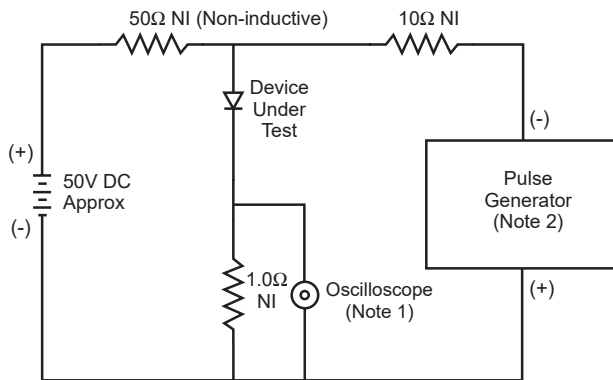 50Ω NI (Non-inductive)
10Ω NI
Device
Under
Test
(+)
50V DC
Approx
(-)
(-)
Pulse
Generator
(Note 2)
(+)
1.0Ω
NI
Oscilloscope
(Note 1)